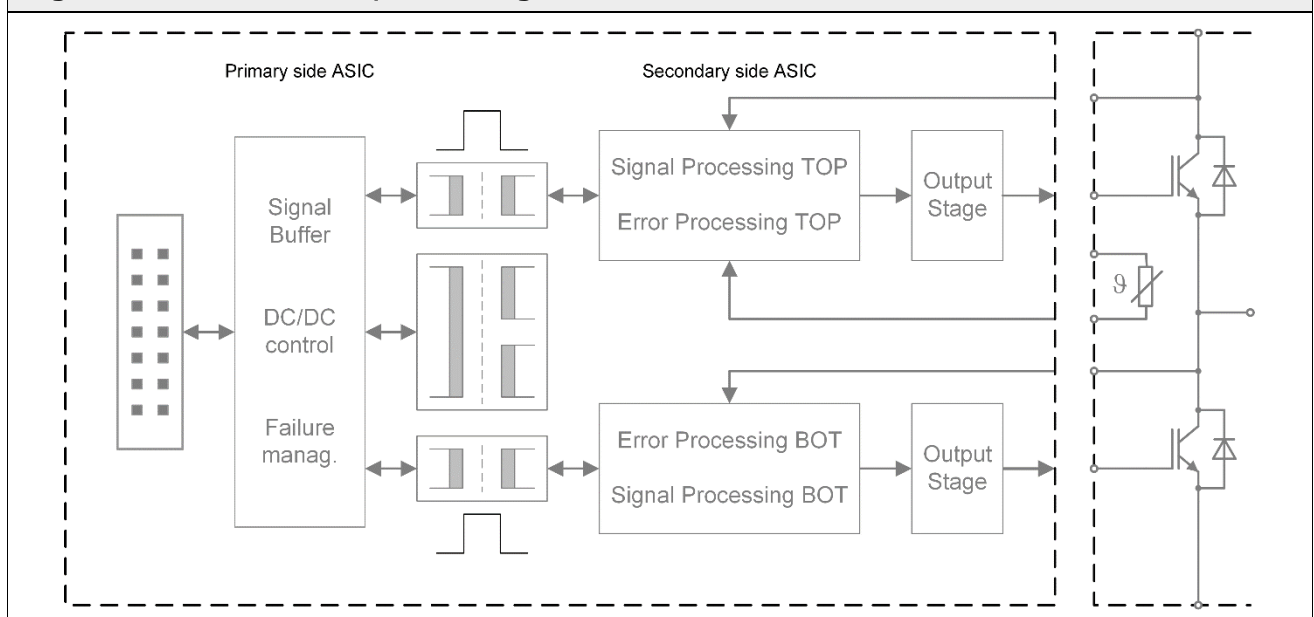 Primary side ASIC
Secondary side ASIC
Signal
Buffer
DC/DC
control
Failure
manag.
Signal Processing TOP
Error Processing TOP
Output
Stage
ϑ
Error Processing BOT
Signal Processing BOT
Output
Stage